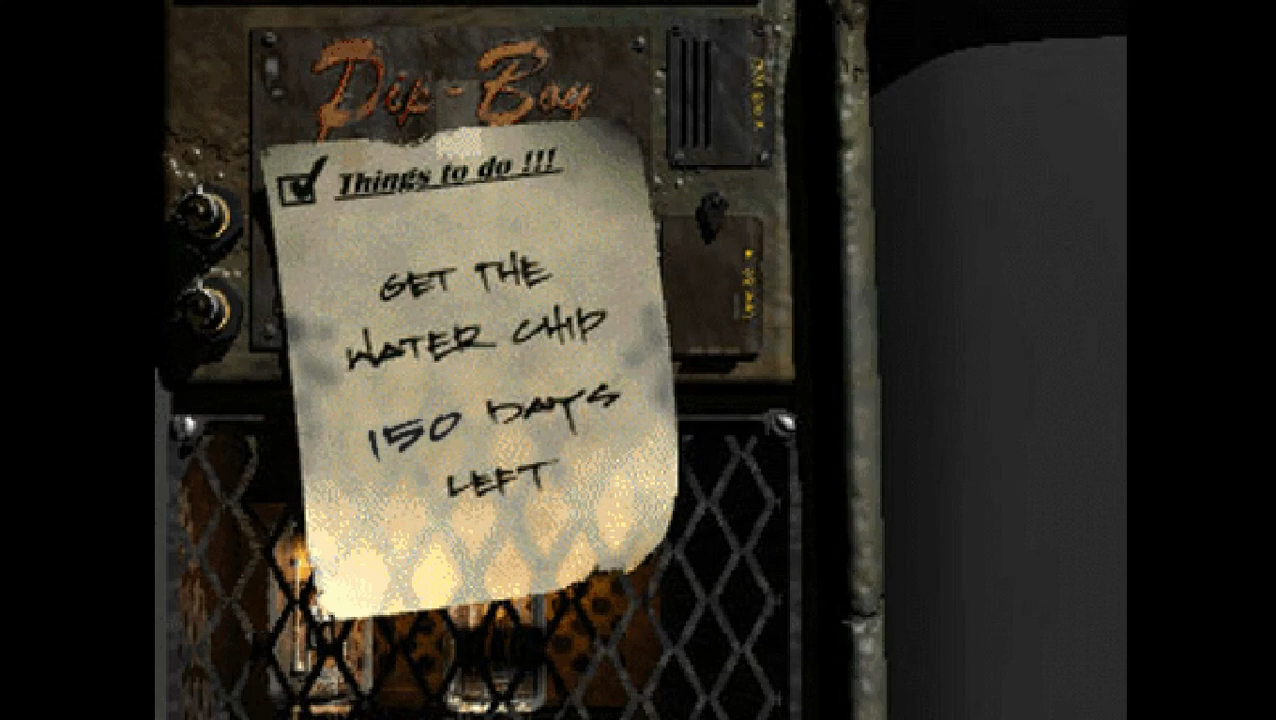 Pip-Boy
Things to do !!!
GET THE
WATER CHIP
150 DAYS
LEFT